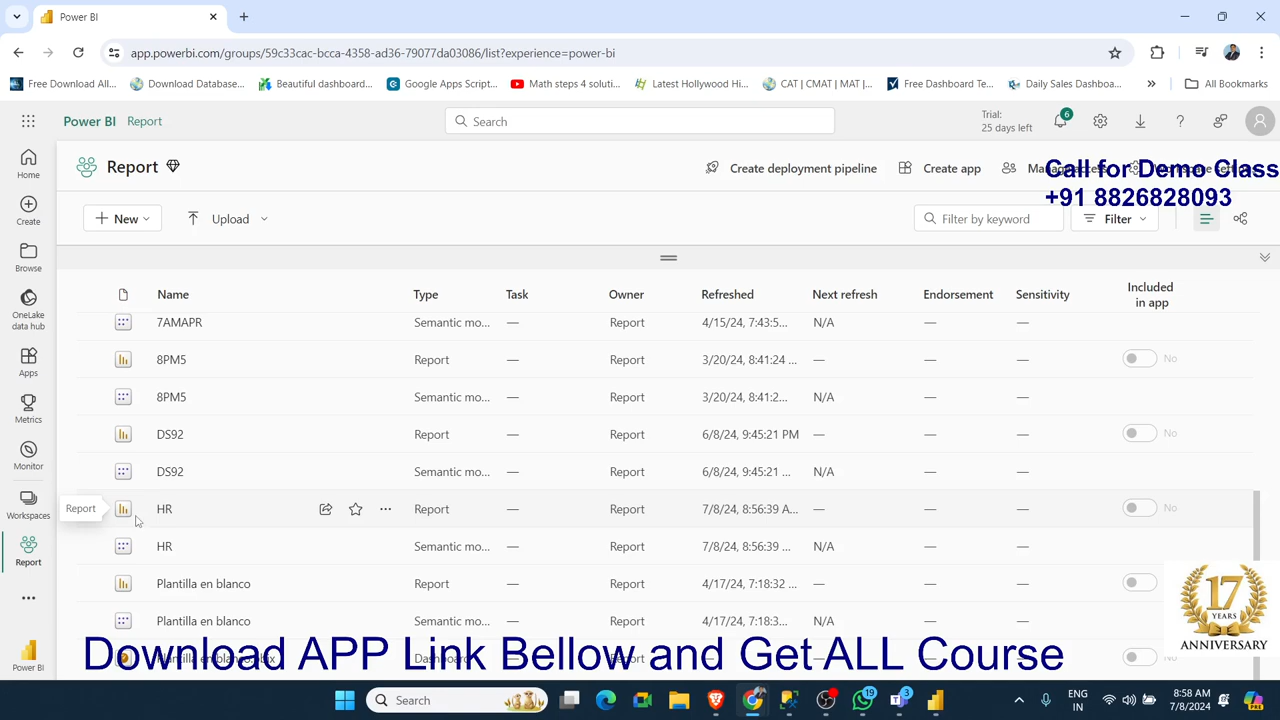 Power BI
app.powerbi.com/groups/59c33cac-bcca-4358-ad36-79077da03086/list?experience=power-bi
Free Download All...
Download Database...
Beautiful dashboard...
Google Apps Script...
Math steps 4 soluti...
Latest Hollywood Hi...
CAT | CMAT | MAT |...
Free Dashboard Te...
Daily Sales Dashboa...
All Bookmarks
Power BI Report
Search
Trial:
25 days left
6
Home
Create
Browse
OneLake
data hub
Apps
Metrics
Monitor
Workspaces
Report
Power BI
Report
Create deployment pipeline
Create app
Call for Demo Class
+91 8826828093
New
Upload
Filter by keyword
Filter
Name Type Task Owner Refreshed Next refresh Endorsement Sensitivity Included
in app
7AMAPR Semantic mo... — Report 4/15/24, 7:43:5... N/A — —
8PM5 Report — Report 3/20/24, 8:41:24 ... — — — No
8PM5 Semantic mo... — Report 3/20/24, 8:41:2... N/A — —
DS92 Report — Report 6/8/24, 9:45:21 PM — — — No
DS92 Semantic mo... — Report 6/8/24, 9:45:21 ... N/A — —
Report
HR Report — Report 7/8/24, 8:56:39 A... — — — No
HR Semantic mo... — Report 7/8/24, 8:56:39 ... N/A — —
Plantilla en blanco Report — Report 4/17/24, 7:18:32 ... — — —
Plantilla en blanco Semantic mo... — Report 4/17/24, 7:18:3... N/A — —
Download APP Link Bellow and Get ALL Course
17
YEARS
ANNIVERSARY
Search
19
3
ENG
IN
8:58 AM
7/8/2024